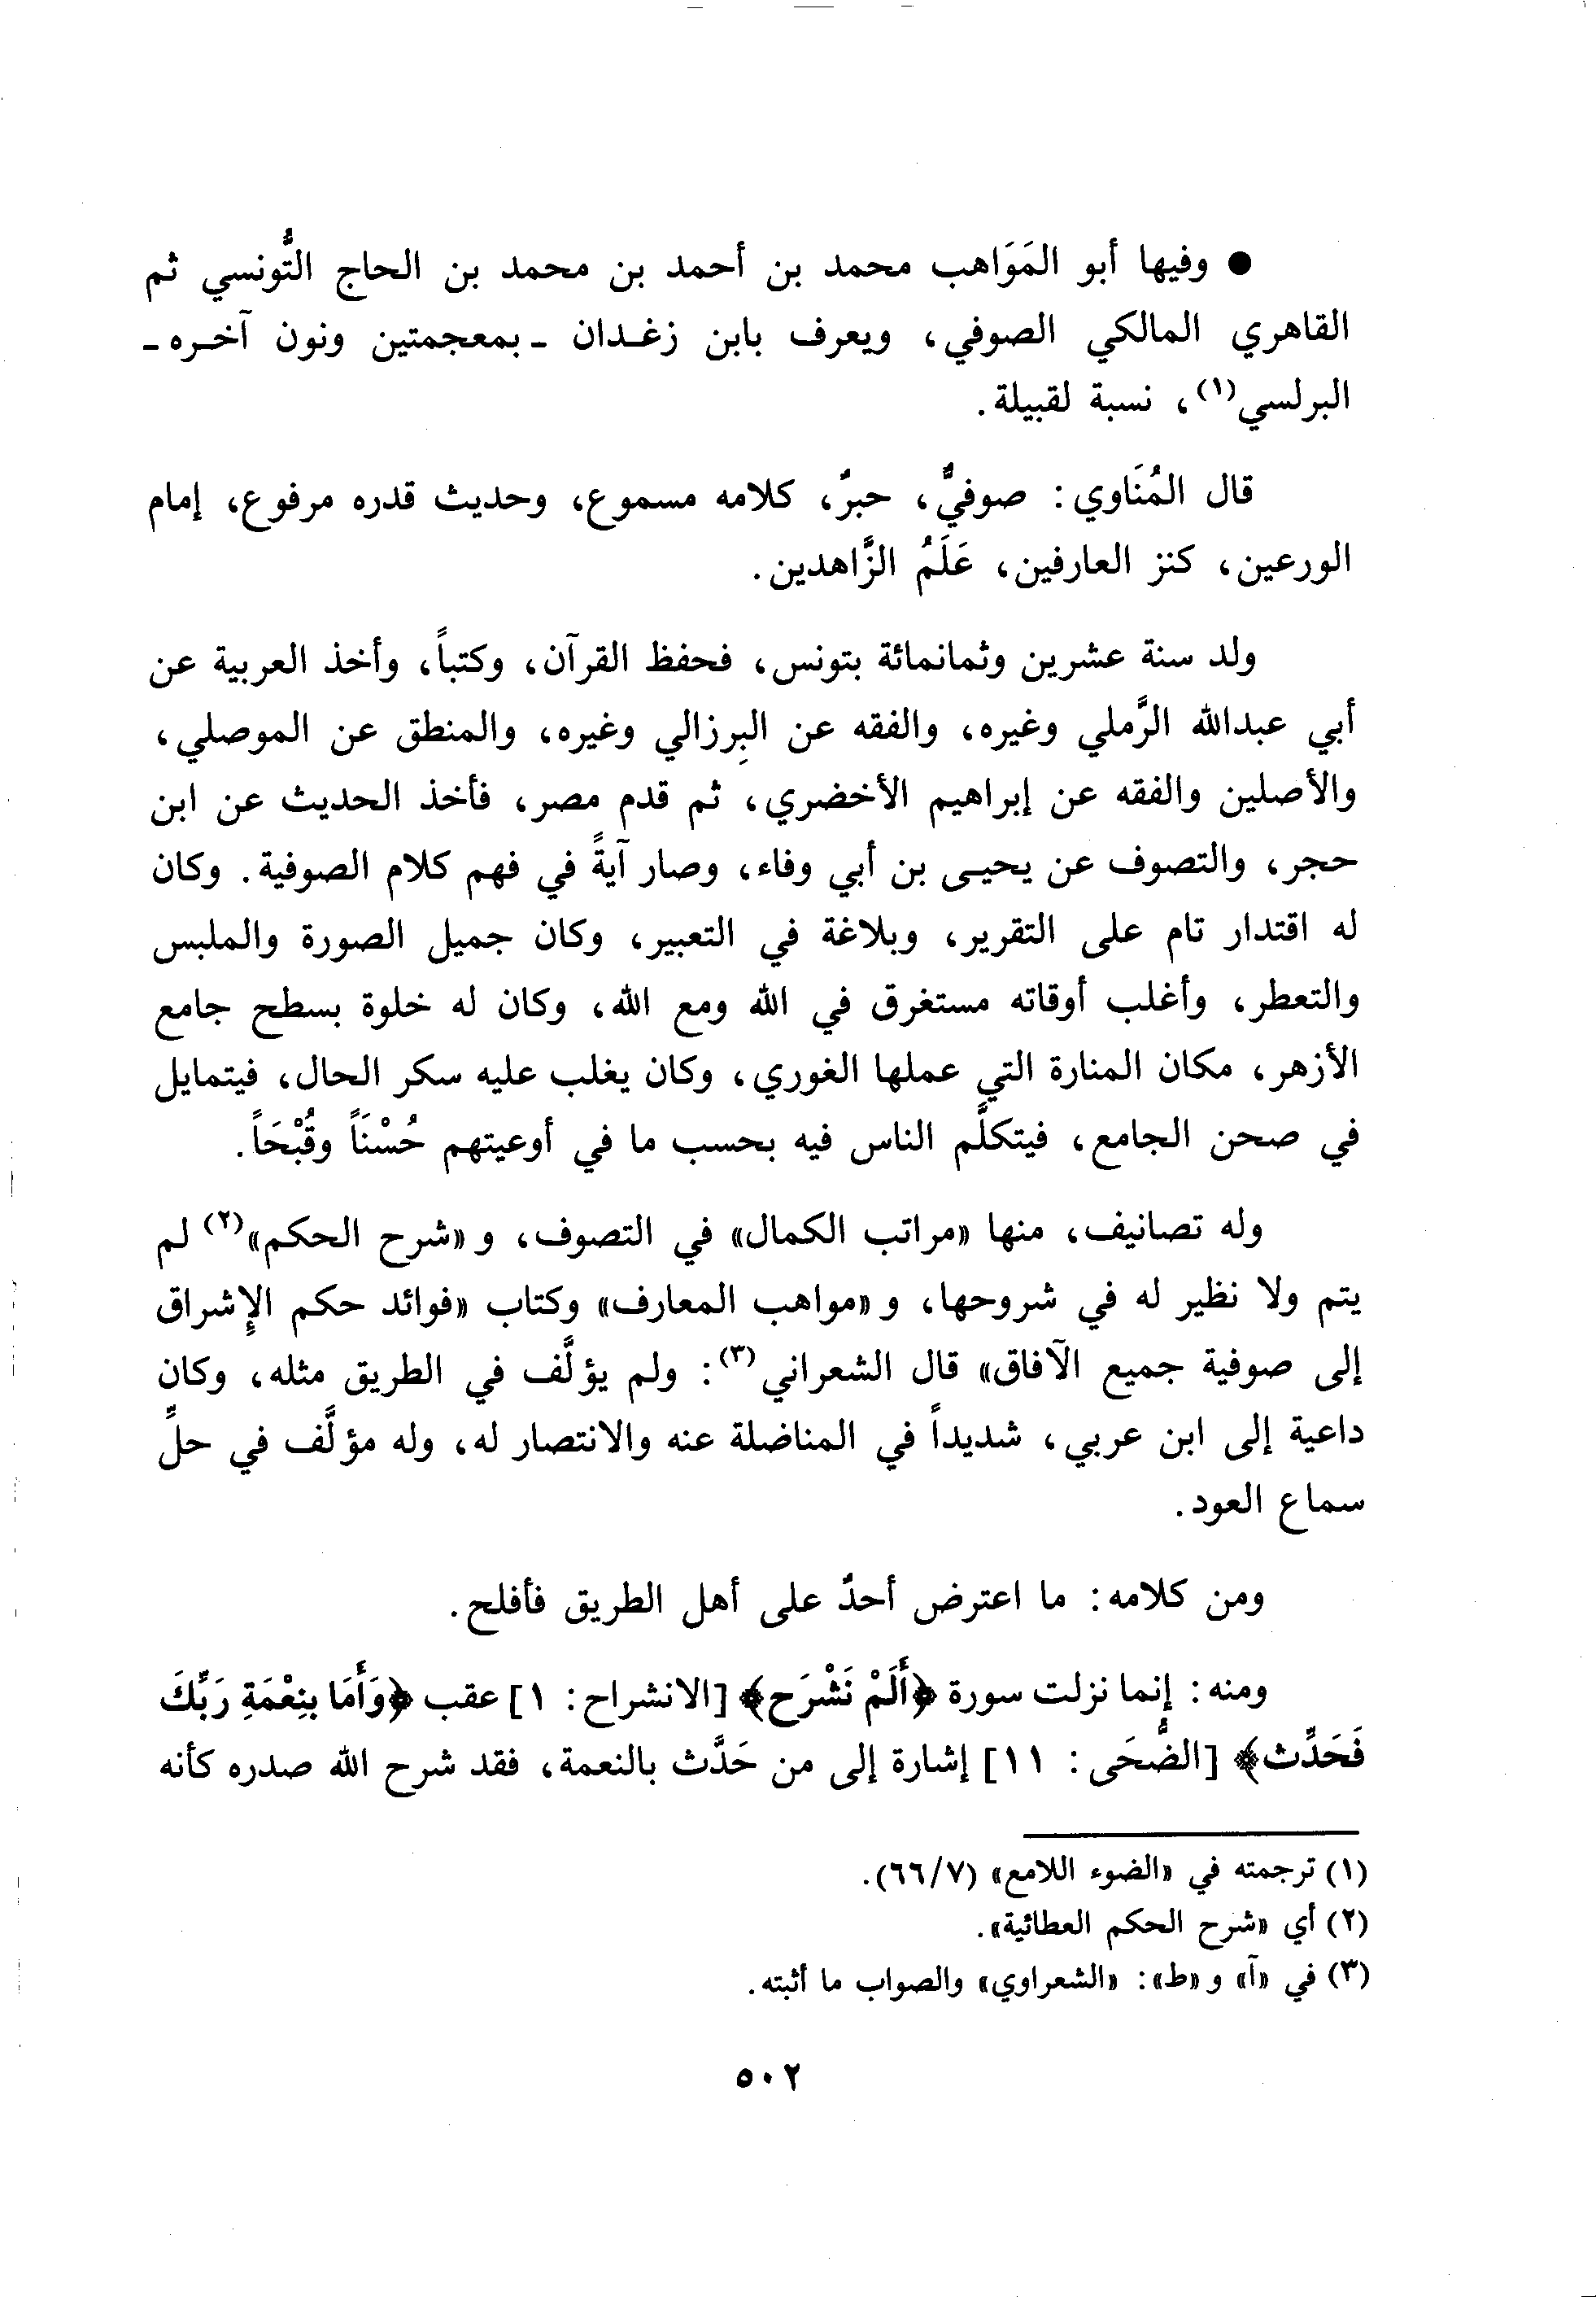 ● وفيها أبو المَوَاهب محمد بن أحمد بن محمد بن الحاج التُّونسي ثم
القاهري المالكي الصوفي، ويعرف بابن زغـدان ـ بمعجمتين ونون آخـره ـ
البرلسي(١)، نسبة لقبيلة.
قال المُنَاوي: صوفيٌّ، حبرٌ، كلامه مسموع، وحديث قدره مرفوع، إمام
الورعين، كنز العارفين، عَلَمُ الزَّاهدين.
ولد سنة عشرين وثمانمائة بتونس، فحفظ القرآن، وكتباً، وأخذ العربية عن
أبي عبدالله الرَّملي وغيره، والفقه عن البِرزالي وغيره، والمنطق عن الموصلي،
والأصلين والفقه عن إبراهيم الأخضري، ثم قدم مصر، فأخذ الحديث عن ابن
حجر، والتصوف عن يحيـى بن أبي وفاء، وصار آيةً في فهم كلام الصوفية. وكان
له اقتدار تام على التقرير، وبلاغة في التعبير، وكان جميل الصورة والملبس
والتعطر، وأغلب أوقاته مستغرق في الله ومع الله، وكان له خلوة بسطح جامع
الأزهر، مكان المنارة التي عملها الغوري، وكان يغلب عليه سكر الحال، فيتمايل
في صحن الجامع، فيتكلَّم الناس فيه بحسب ما في أوعيتهم حُسْنَاً وقُبْحَاً.
وله تصانيف، منها «مراتب الكمال» في التصوف، و «شرح الحكم»(٢) لم
يتم ولا نظير له في شروحها، و «مواهب المعارف» وكتاب «فوائد حكم الإشراق
إلى صوفية جميع الآفاق» قال الشعراني(٣): ولم يؤلَّف في الطريق مثله، وكان
داعية إلى ابن عربي، شديداً في المناضلة عنه والانتصار له، وله مؤلَّف في حلِّ
سماع العود.
ومن كلامه: ما اعترض أحدٌ على أهل الطريق فأفلح.
ومنه: إنما نزلت سورة ﴿أَلَمْ نَشْرَح﴾ [الانشراح: ١] عقب ﴿وَأَمَا بنِعْمَةِ رَبِّكَ
فَحَدِّث﴾ [الضُّحَى: ١١] إشارة إلى من حَدَّث بالنعمة، فقد شرح الله صدره كأنه
(١) ترجمته في «الضوء اللامع» (٦٦/٧).
(٢) أي «شرح الحكم العطائية».
(٣) في «آ» و «ط»: «الشعراوي» والصواب ما أثبته.
٥٠٢